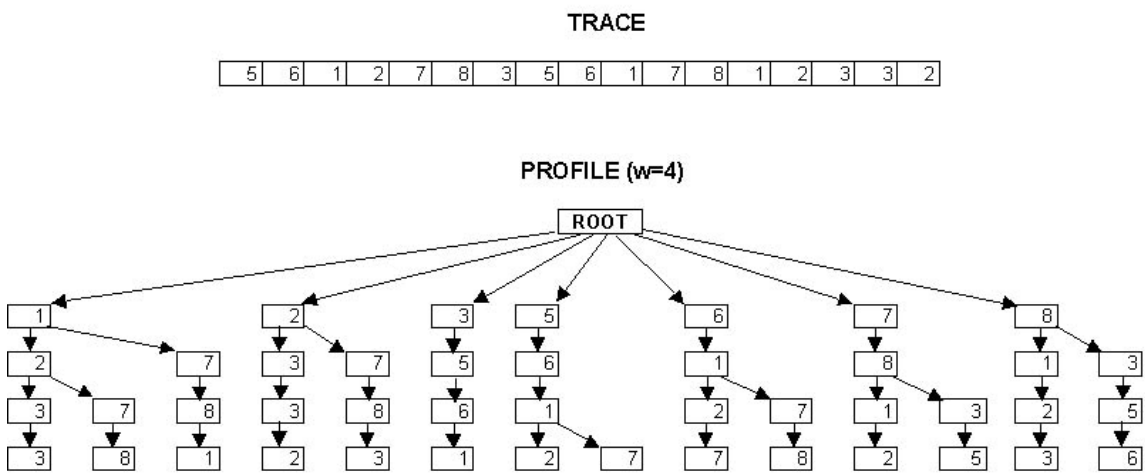 TRACE
5 6 1 2 7 8 3 5 6 1 7 8 1 2 3 3 2
PROFILE (w=4)
ROOT
1 2 3 5 6 7 8
2 7 3 7 5 6 1 8 1 3
3 7 8 3 8 6 1 2 7 1 3 2 5
3 8 1 2 3 1 2 7 7 8 2 5 3 6